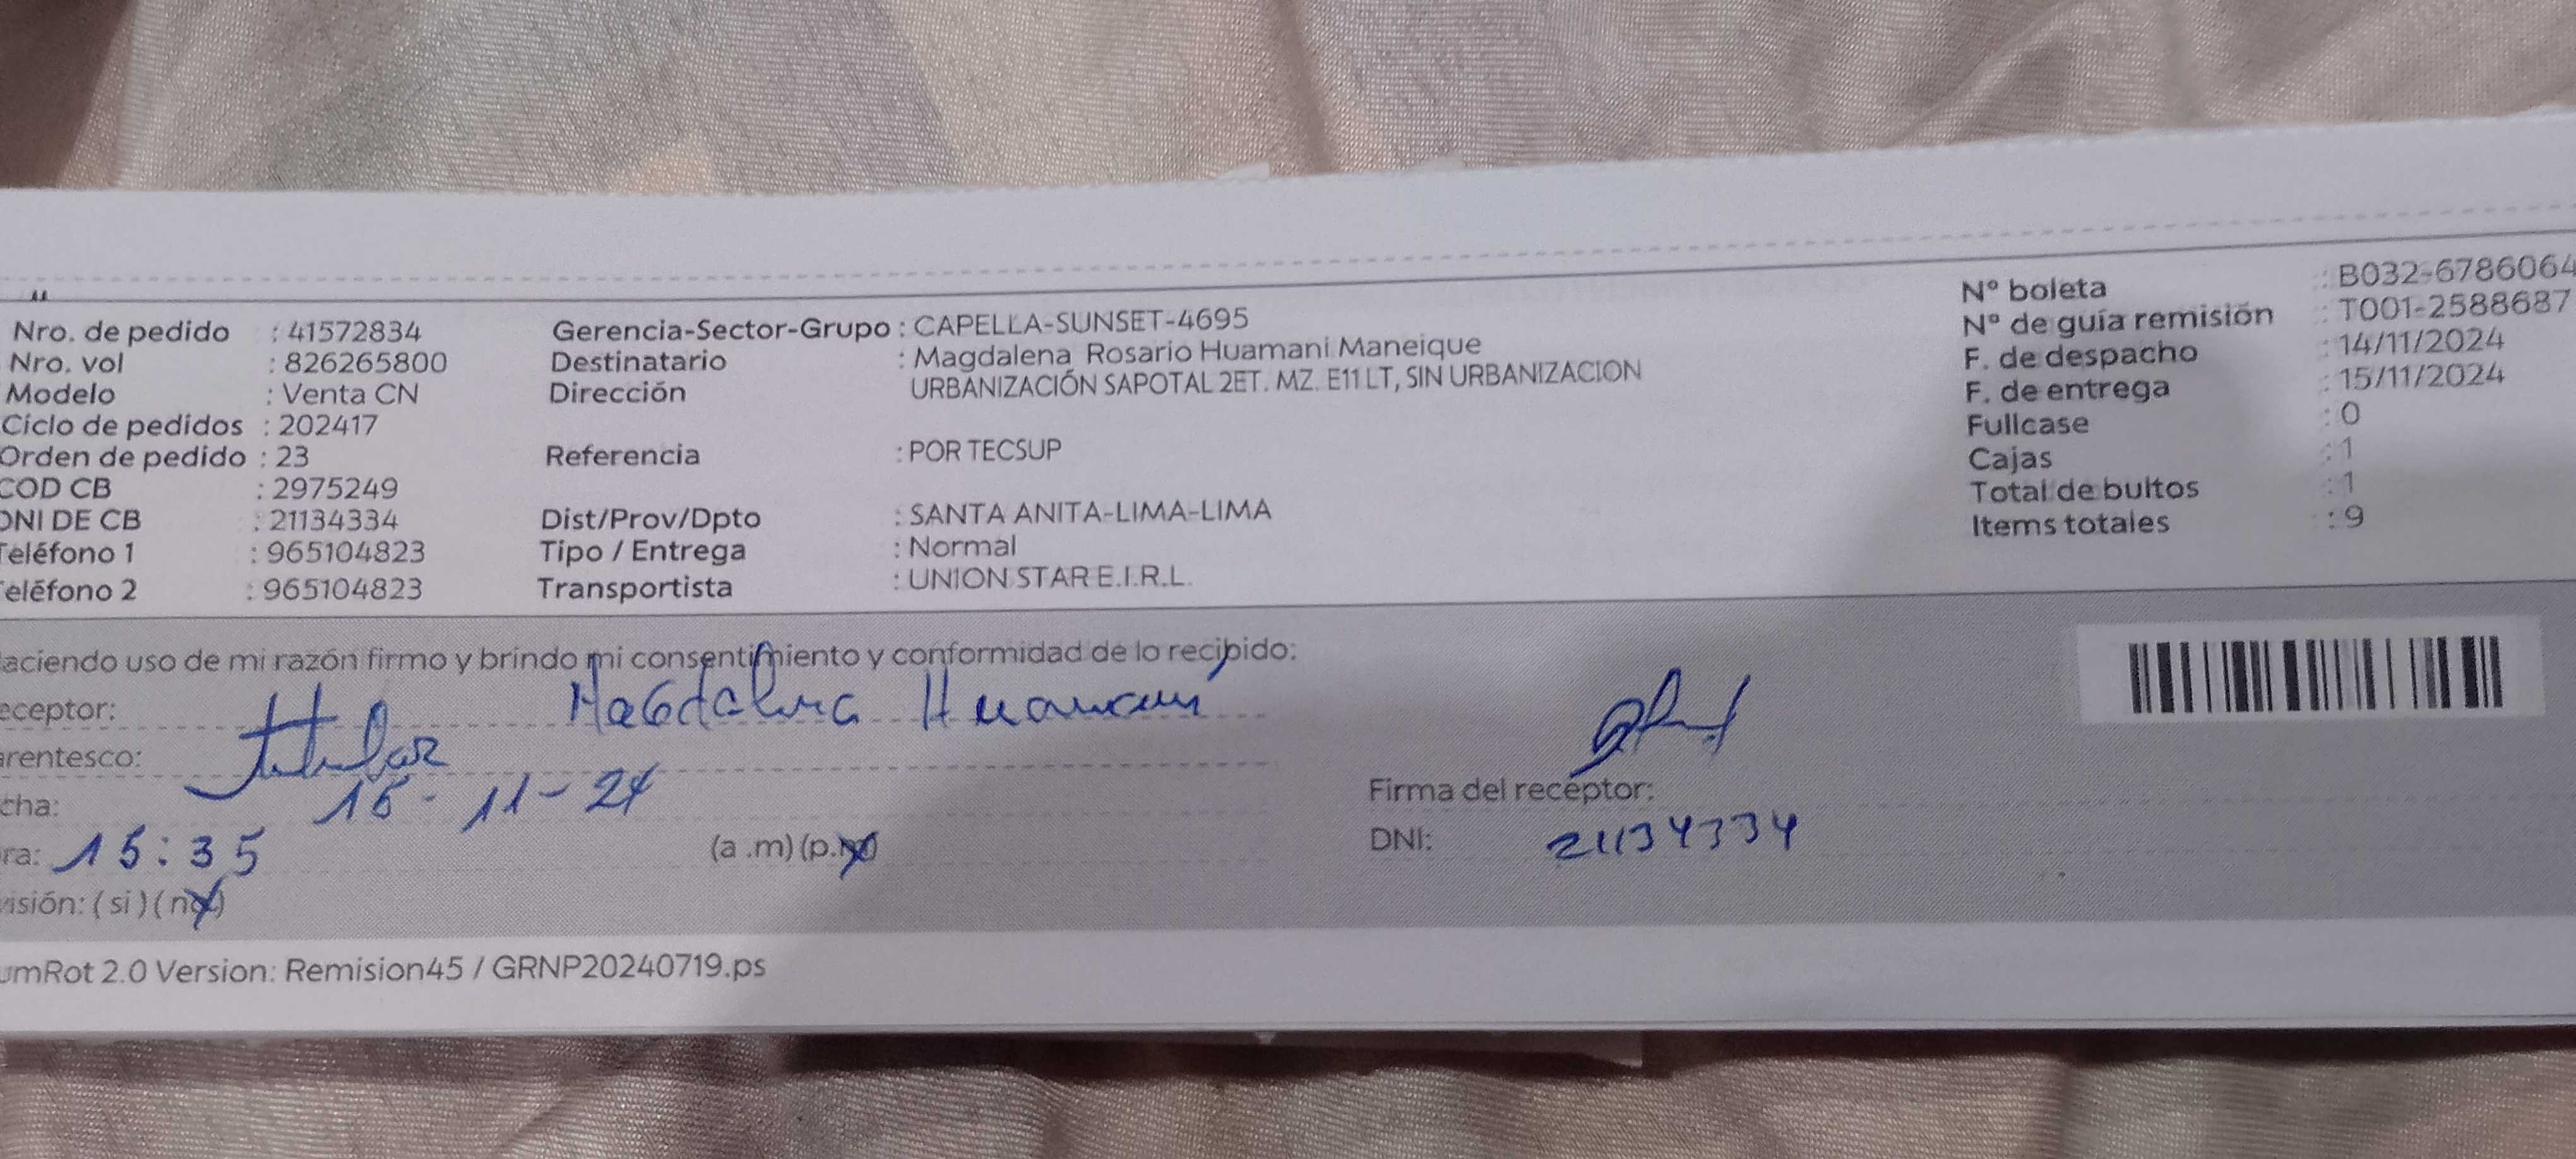 Nro. de pedido : 41572834
Nro. vol : 826265800
Modelo : Venta CN
Ciclo de pedidos : 202417
Orden de pedido : 23
COD CB : 2975249
DNI DE CB : 21134334
Teléfono 1 : 965104823
Teléfono 2 : 965104823
Gerencia-Sector-Grupo : CAPELLA-SUNSET-4695
Destinatario : Magdalena Rosario Huamani Maneique
Dirección URBANIZACIÓN SAPOTAL 2ET. MZ. E11 LT, SIN URBANIZACION
Referencia : POR TECSUP
Dist/Prov/Dpto : SANTA ANITA-LIMA-LIMA
Tipo / Entrega : Normal
Transportista : UNION STAR E.I.R.L.
N° boleta : B032-6786064
N° de guía remisión : T001-2588687
F. de despacho : 14/11/2024
F. de entrega : 15/11/2024
Fullcase : 0
Cajas : 1
Total de bultos : 1
Items totales : 9
aciendo uso de mi razón firmo y brindo mi consentimiento y conformidad de lo recibido:
eceptor: Magdalena Huamani
arentesco: titular
cha: 15-11-24
ra: 15:35 (a .m) (p.m)
visión: ( si ) ( no )
Firma del receptor:
DNI: 21134334
umRot 2.0 Version: Remision45 / GRNP20240719.ps